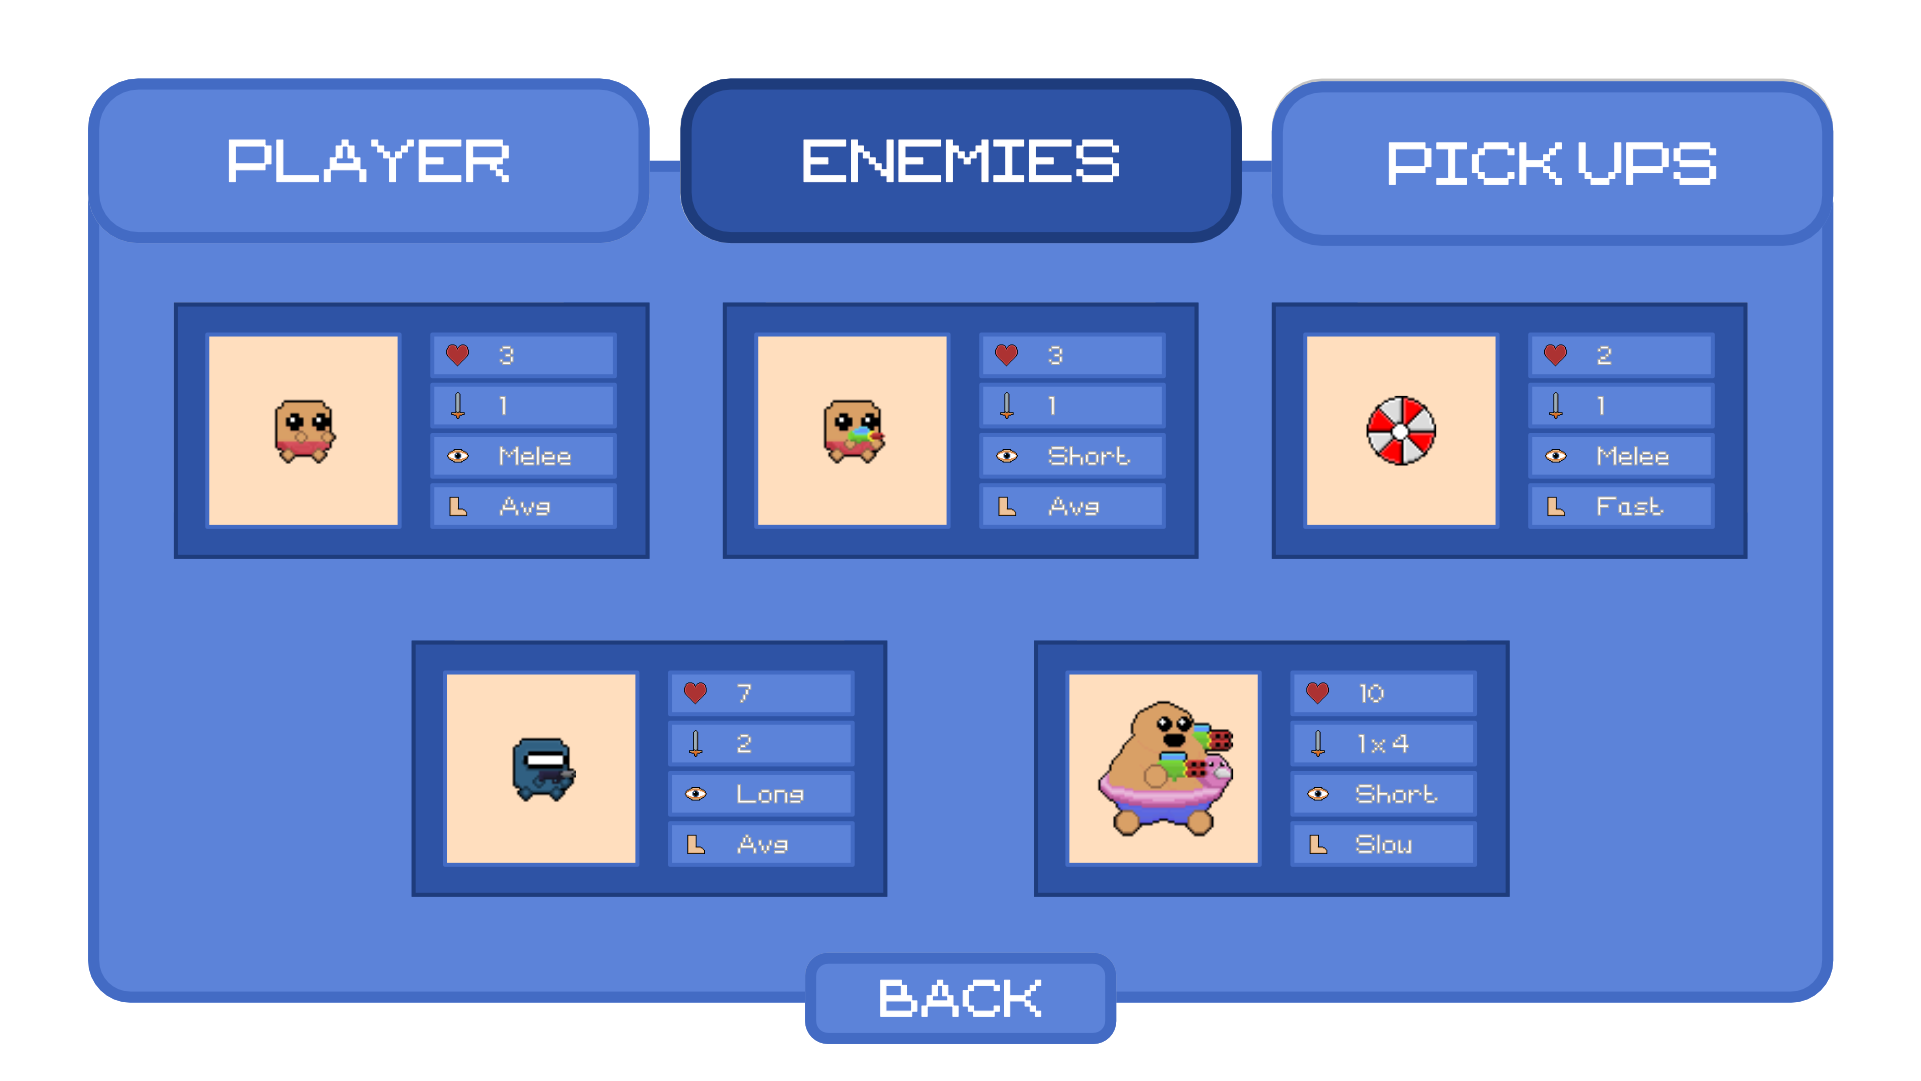 PLAYER
ENEMIES
PICK UPS
3
1
Melee
Avg
3
1
Short
Avg
2
1
Melee
Fast
7
2
Long
Avg
10
1x4
Short
Slow
BACK